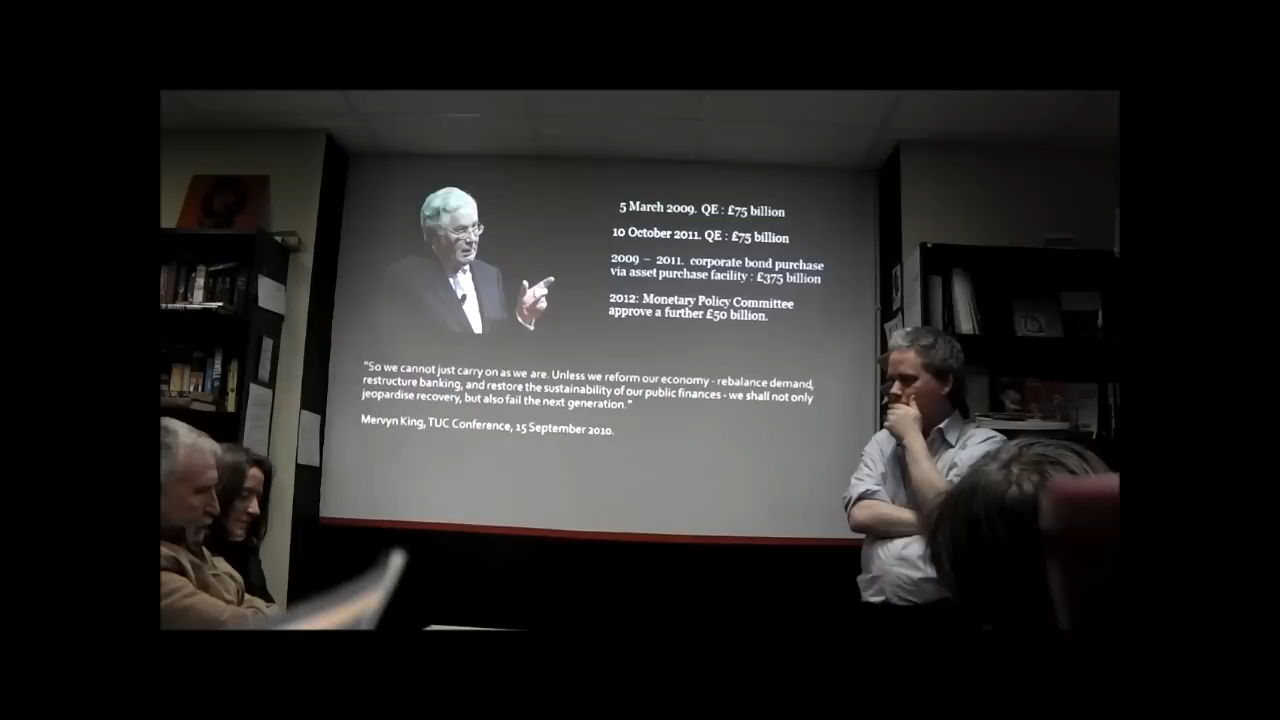 5 March 2009. QE : £75 billion
10 October 2011. QE : £75 billion
2009 – 2011. corporate bond purchase
via asset purchase facility : £375 billion
2012: Monetary Policy Committee
approve a further £50 billion.
"So we cannot just carry on as we are. Unless we reform our economy - rebalance demand,
restructure banking, and restore the sustainability of our public finances - we shall not only
jeopardise recovery, but also fail the next generation."
Mervyn King, TUC Conference, 15 September 2010.